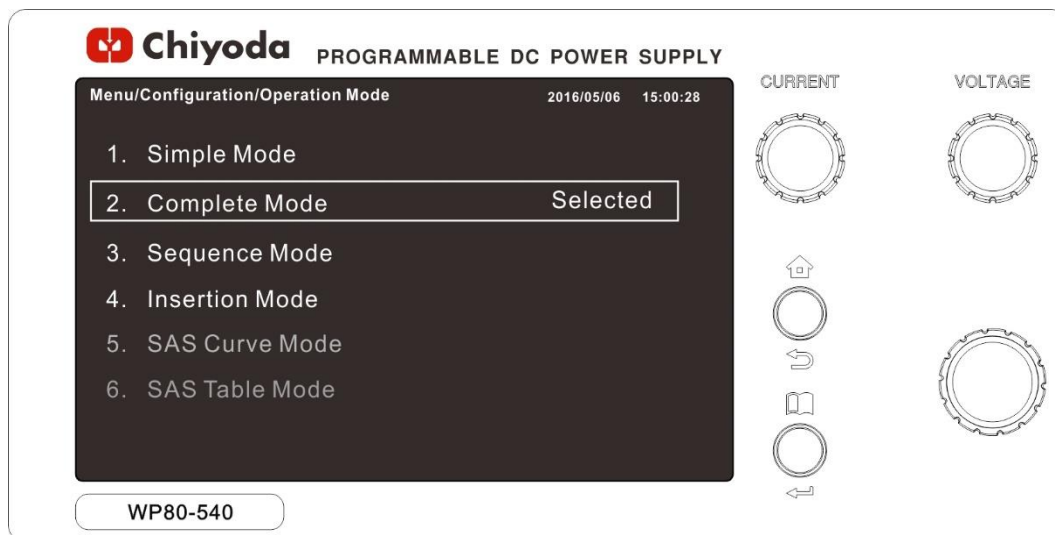 Chiyoda PROGRAMMABLE DC POWER SUPPLY
CURRENT VOLTAGE
Menu/Configuration/Operation Mode 2016/05/06 15:00:28
1. Simple Mode
2. Complete Mode Selected
3. Sequence Mode
4. Insertion Mode
5. SAS Curve Mode
6. SAS Table Mode
WP80-540